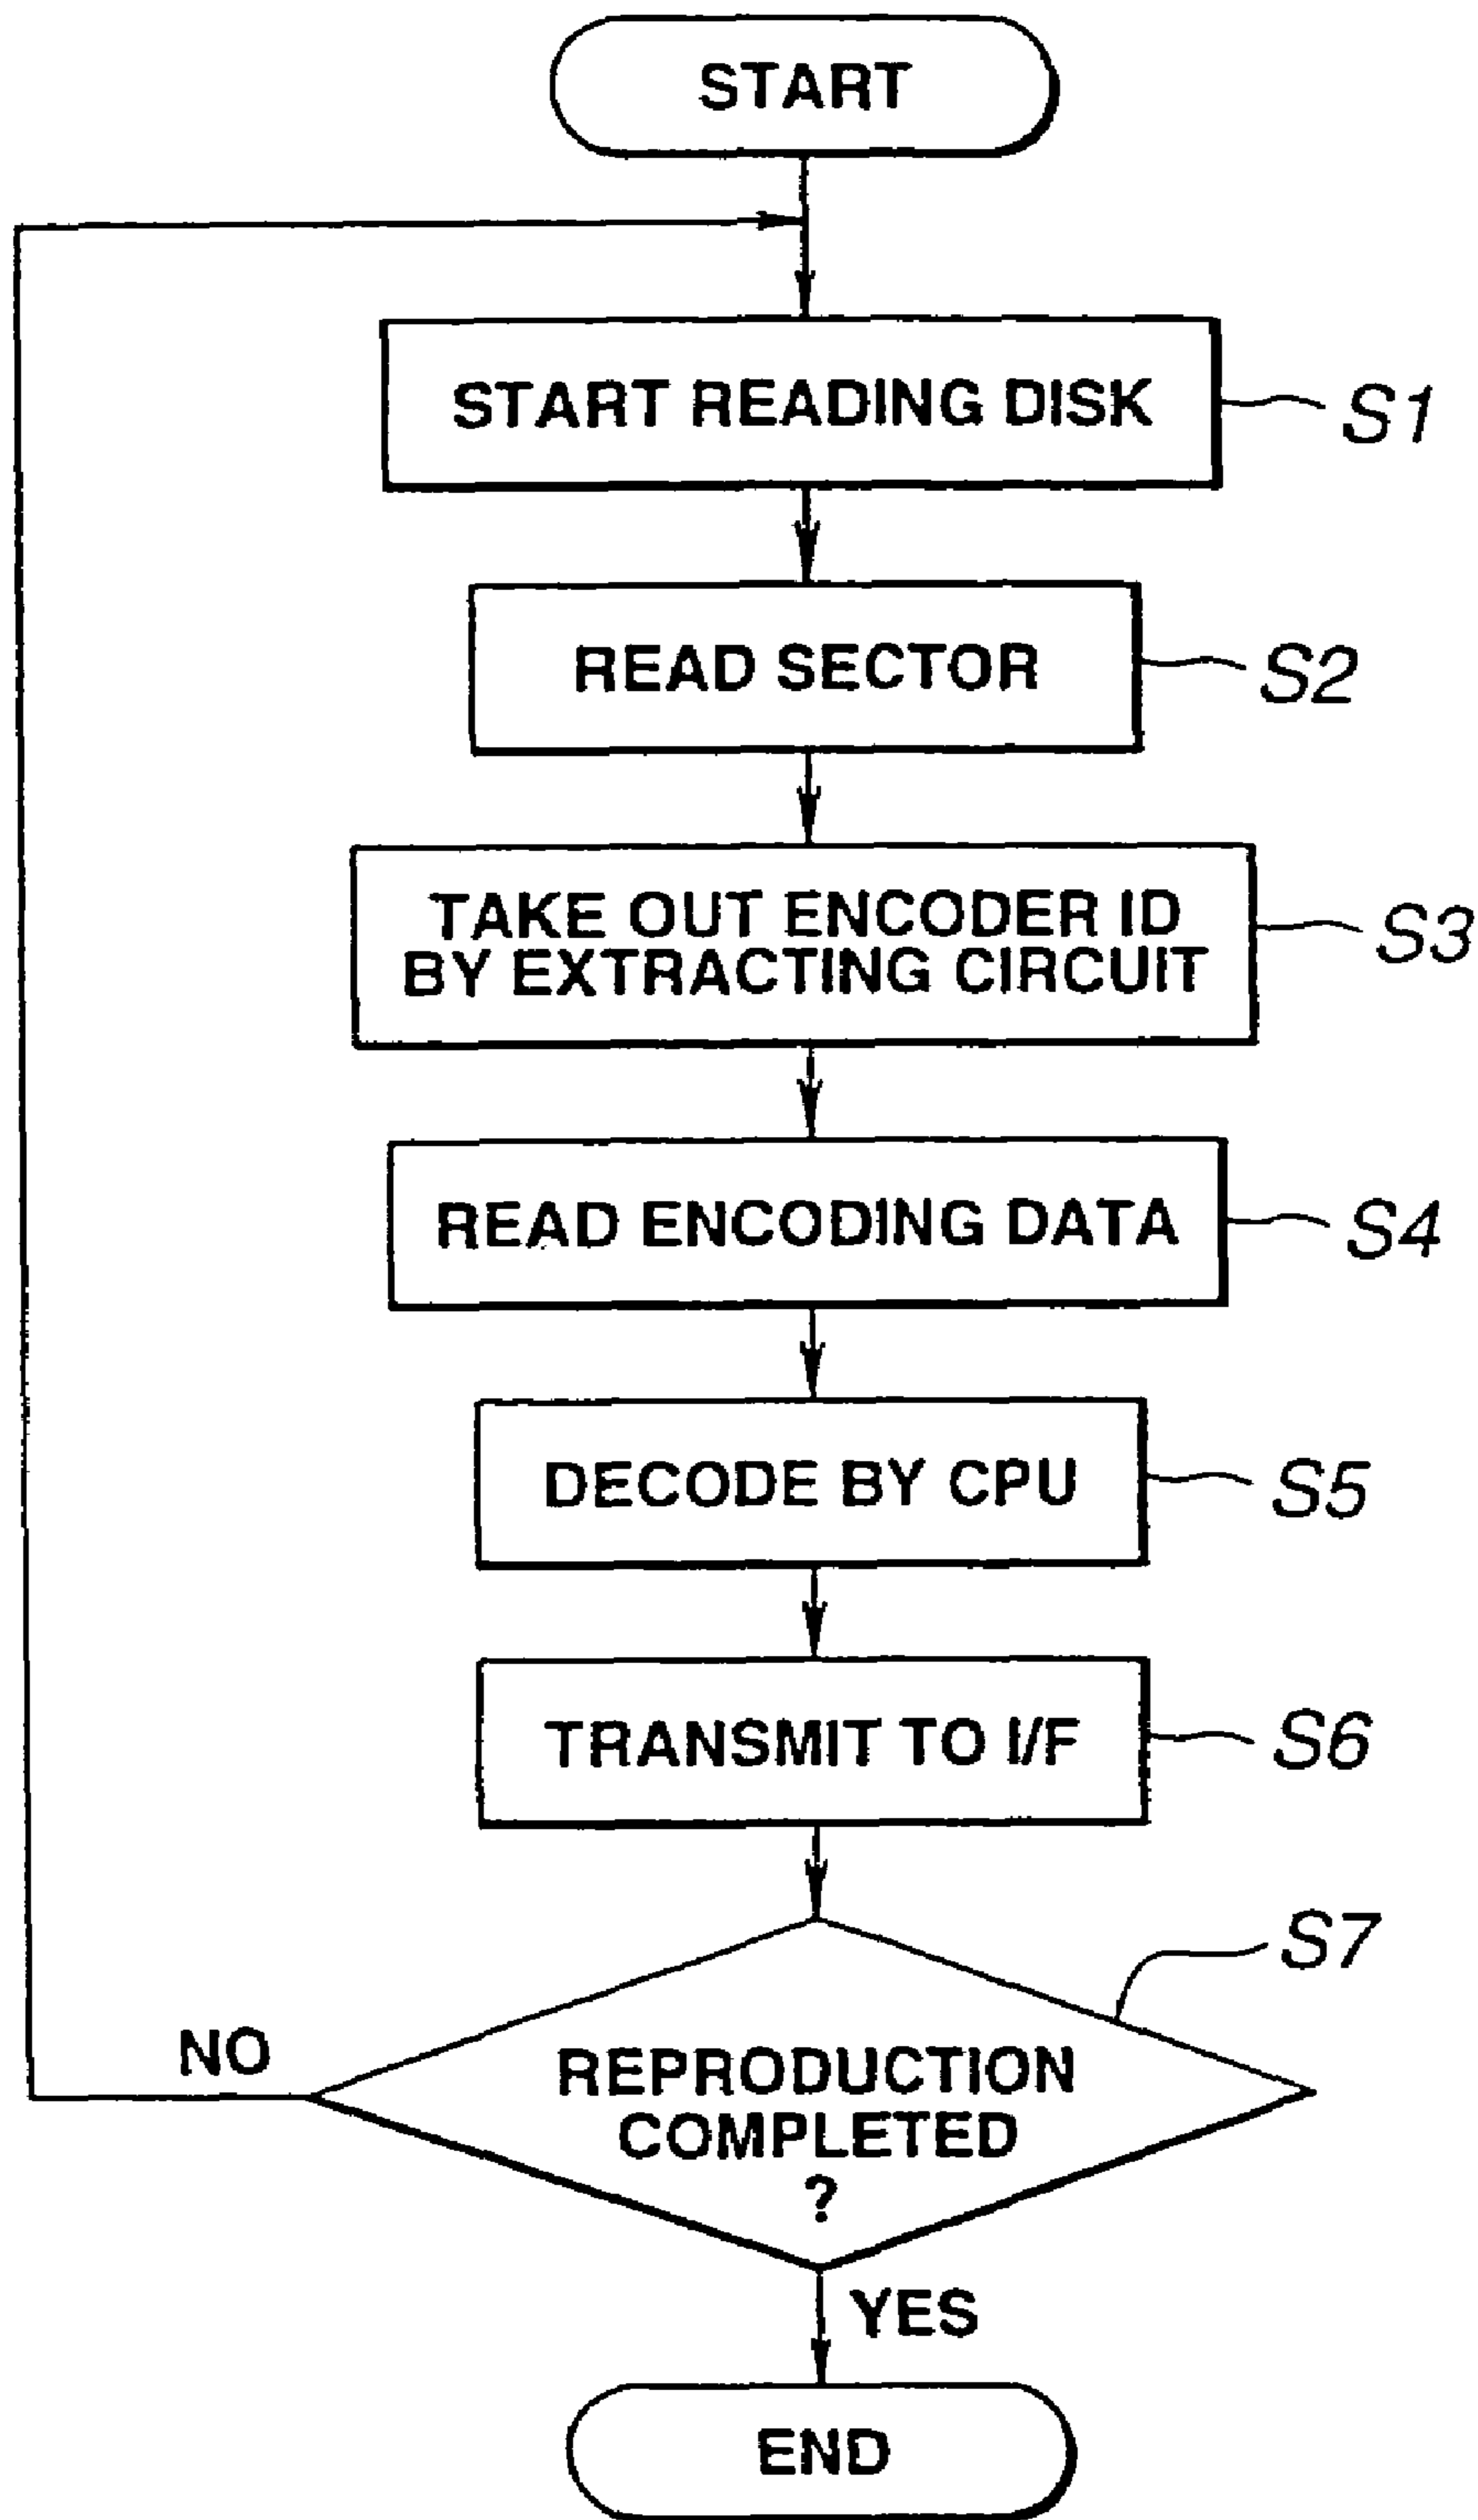 START
START READING DISK
S1
READ SECTOR
S2
TAKE OUT ENCODER ID
BY EXTRACTING CIRCUIT
S3
READ ENCODING DATA
S4
DECODE BY CPU
S5
TRANSMIT TO I/F
S6
S7
NO
REPRODUCTION
COMPLETED
?
YES
END